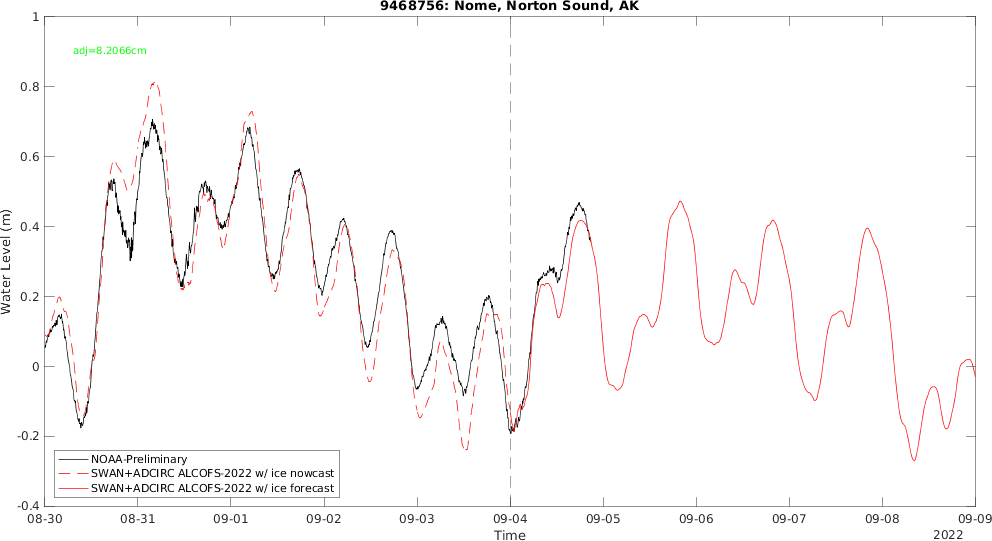 9468756: Nome, Norton Sound, AK
adj=8.2066cm
Water Level (m)
1
0.8
0.6
0.4
0.2
0
-0.2
-0.4
NOAA-Preliminary
SWAN+ADCIRC ALCOFS-2022 w/ ice nowcast
SWAN+ADCIRC ALCOFS-2022 w/ ice forecast
08-30 08-31 09-01 09-02 09-03 09-04 09-05 09-06 09-07 09-08 09-09
Time
2022